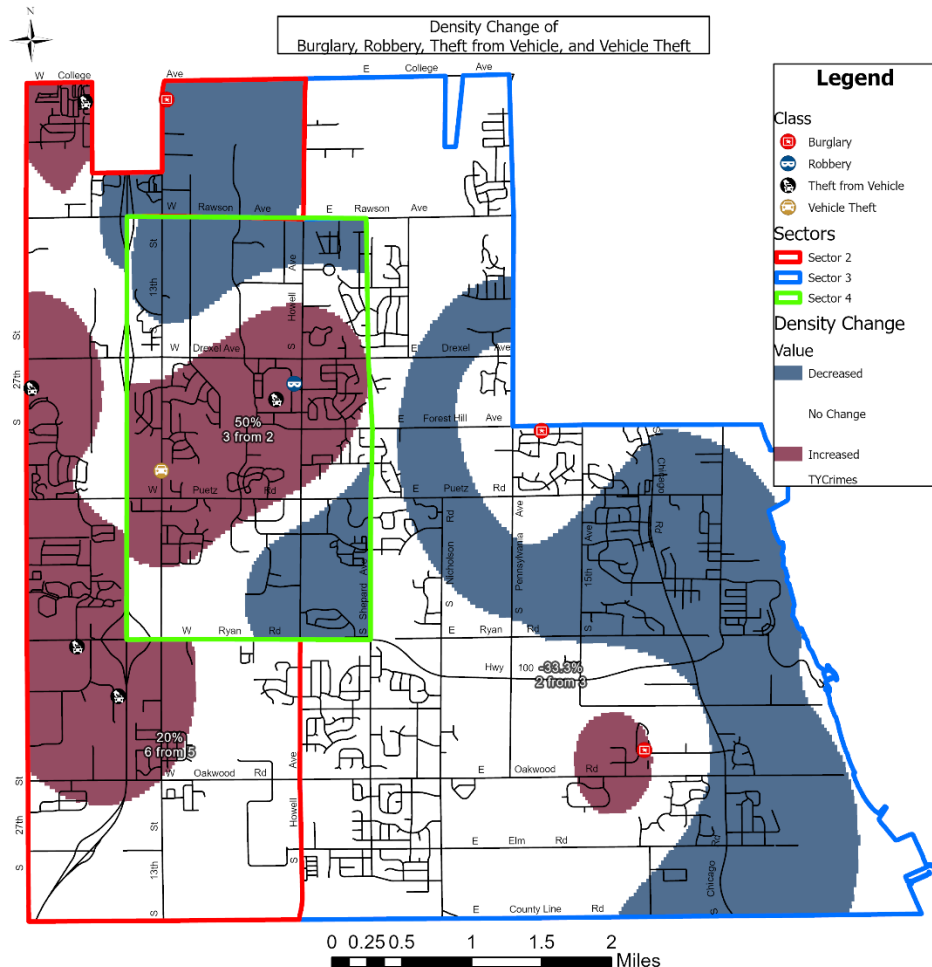 N
Density Change of
Burglary, Robbery, Theft from Vehicle, and Vehicle Theft
W College Ave
E College Ave
Legend
Class
Burglary
Robbery
Theft from Vehicle
Vehicle Theft
Sectors
Sector 2
Sector 3
Sector 4
Density Change
Value
Decreased
No Change
Increased
TYCrimes
W Rawson Ave
E Rawson Ave
S 13th St
S Howell Ave
S 27th St
W Drexel Ave
E Drexel Ave
50%
3 from 2
E Forest Hill Ave
W Puetz Rd
E Puetz Rd
S Chicago Rd
S Nicholson Rd
S Pennsylvania Ave
S 15th Ave
S Shepard Ave
W Ryan Rd
E Ryan Rd
Hwy 100
-33.3%
2 from 3
20%
6 from 5
W Oakwood Rd
E Oakwood Rd
S 27th St
S 13th St
S Howell Ave
E Elm Rd
S Chicago Rd
E County Line Rd
0 0.25 0.5 1 1.5 2
Miles